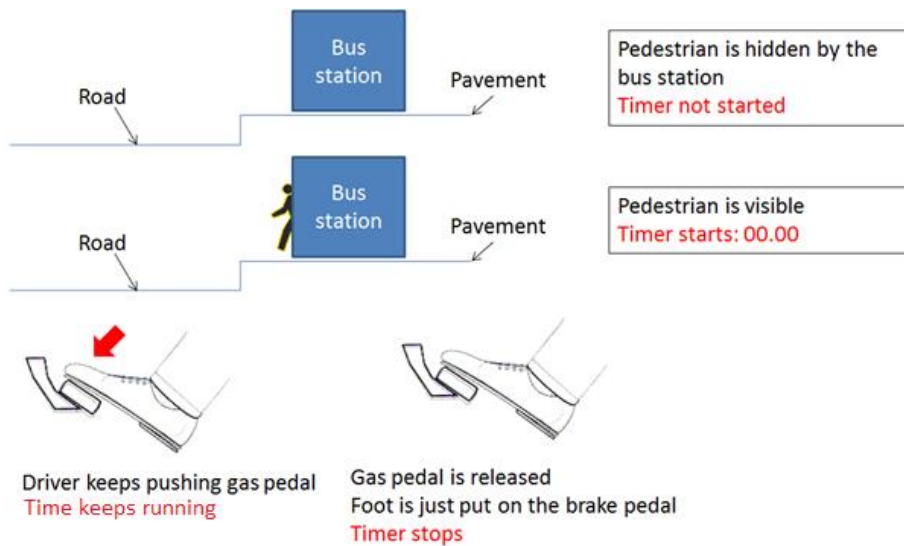 Bus
station
Road
Pavement
Pedestrian is hidden by the
bus station
Timer not started
Bus
station
Road
Pavement
Pedestrian is visible
Timer starts: 00.00
Driver keeps pushing gas pedal
Time keeps running
Gas pedal is released
Foot is just put on the brake pedal
Timer stops